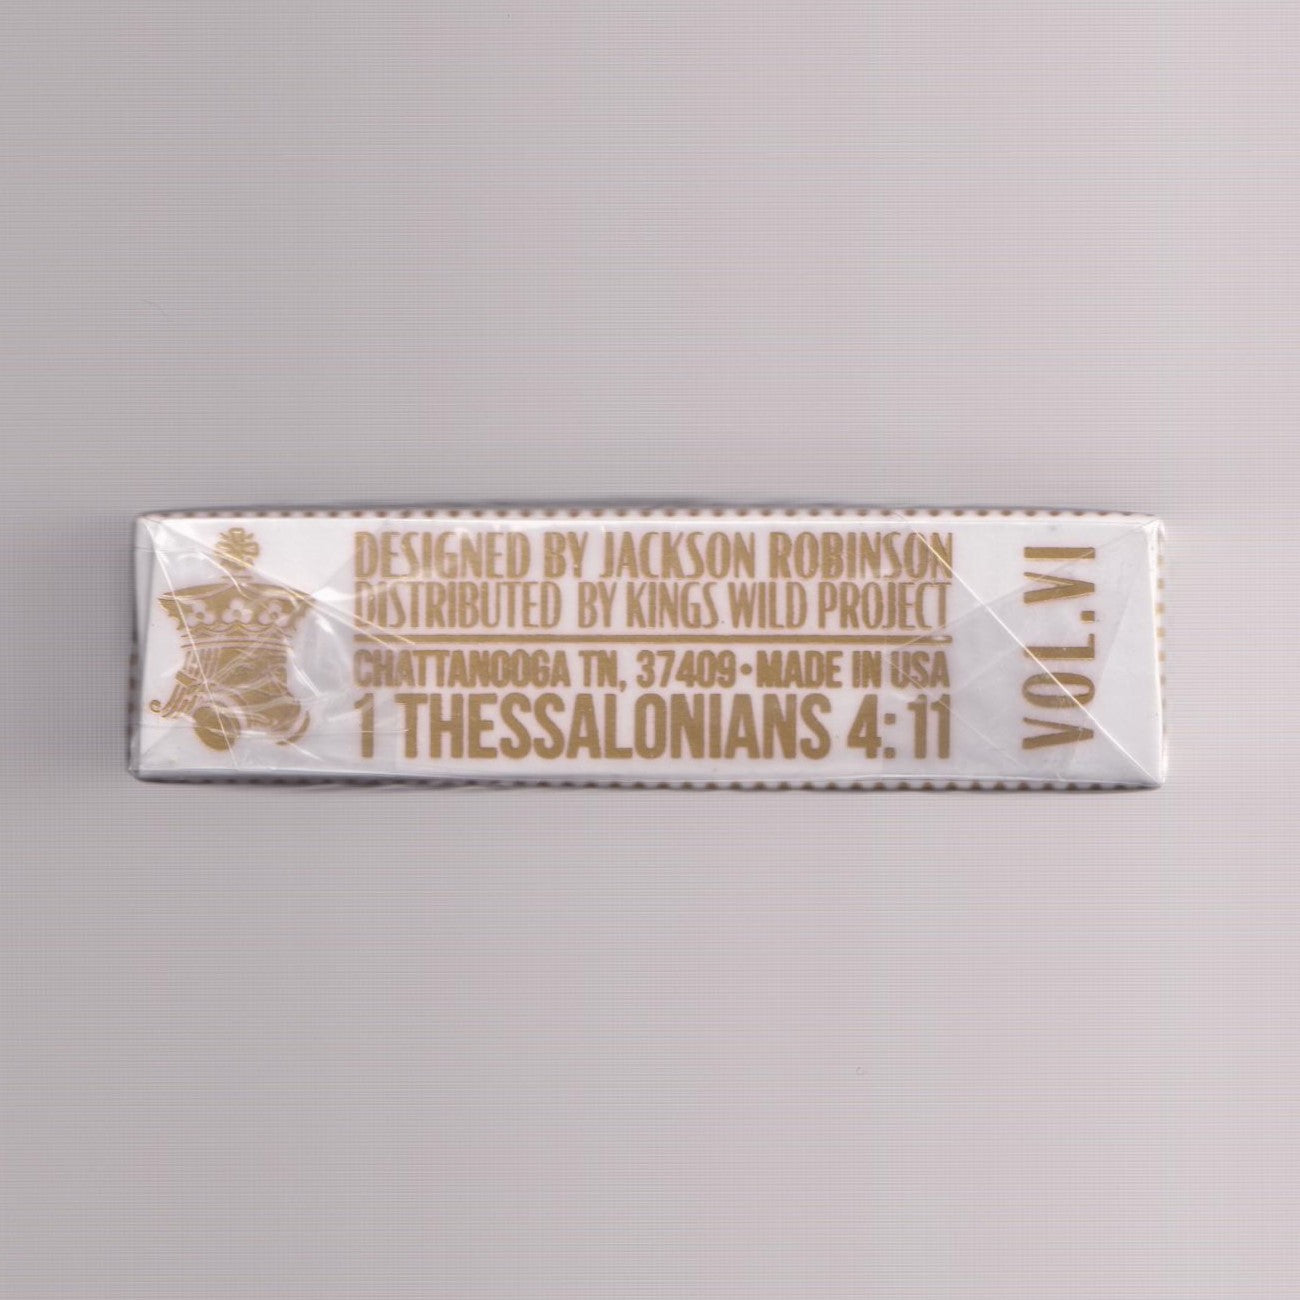 DESIGNED BY JACKSON ROBINSON
DISTRIBUTED BY KINGS WILD PROJECT
CHATTANOOGA TN, 37409•MADE IN USA
1 THESSALONIANS 4:11
VOL.VI